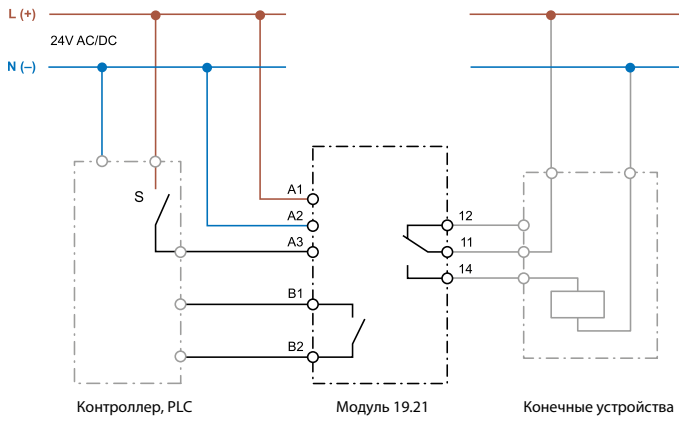 L (+)
24V AC/DC
N (–)
S
A1
A2
A3
B1
B2
12
11
14
Контроллер, PLC
Модуль 19.21
Конечные устройства